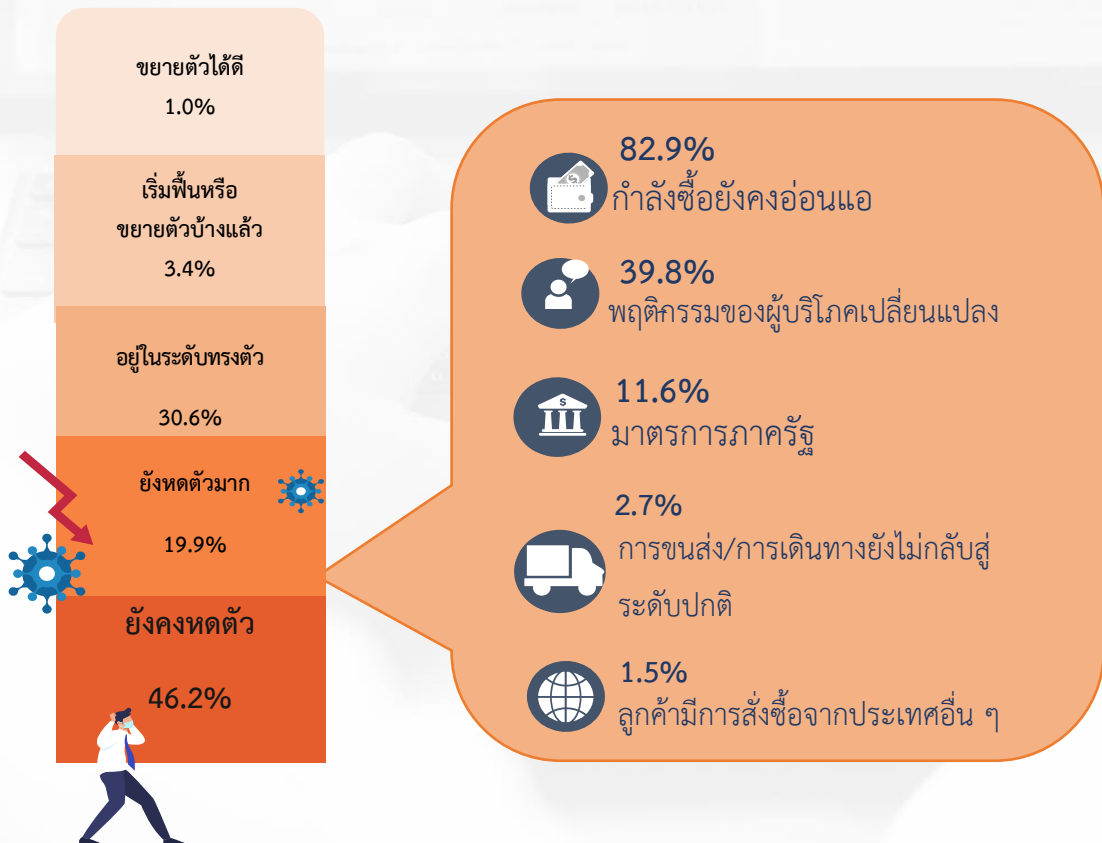 ขยายตัวได้ดี
1.0%
เริ่มฟื้นหรือ
ขยายตัวบ้างแล้ว
3.4%
อยู่ในระดับทรงตัว
30.6%
ยังหดตัวมาก
19.9%
ยังคงหดตัว
46.2%
82.9%
กำลังซื้อยังคงอ่อนแอ
39.8%
พฤติกรรมของผู้บริโภคเปลี่ยนแปลง
11.6%
มาตรการภาครัฐ
2.7%
การขนส่ง/การเดินทางยังไม่กลับสู่
ระดับปกติ
1.5%
ลูกค้ามีการสั่งซื้อจากประเทศอื่น ๆ